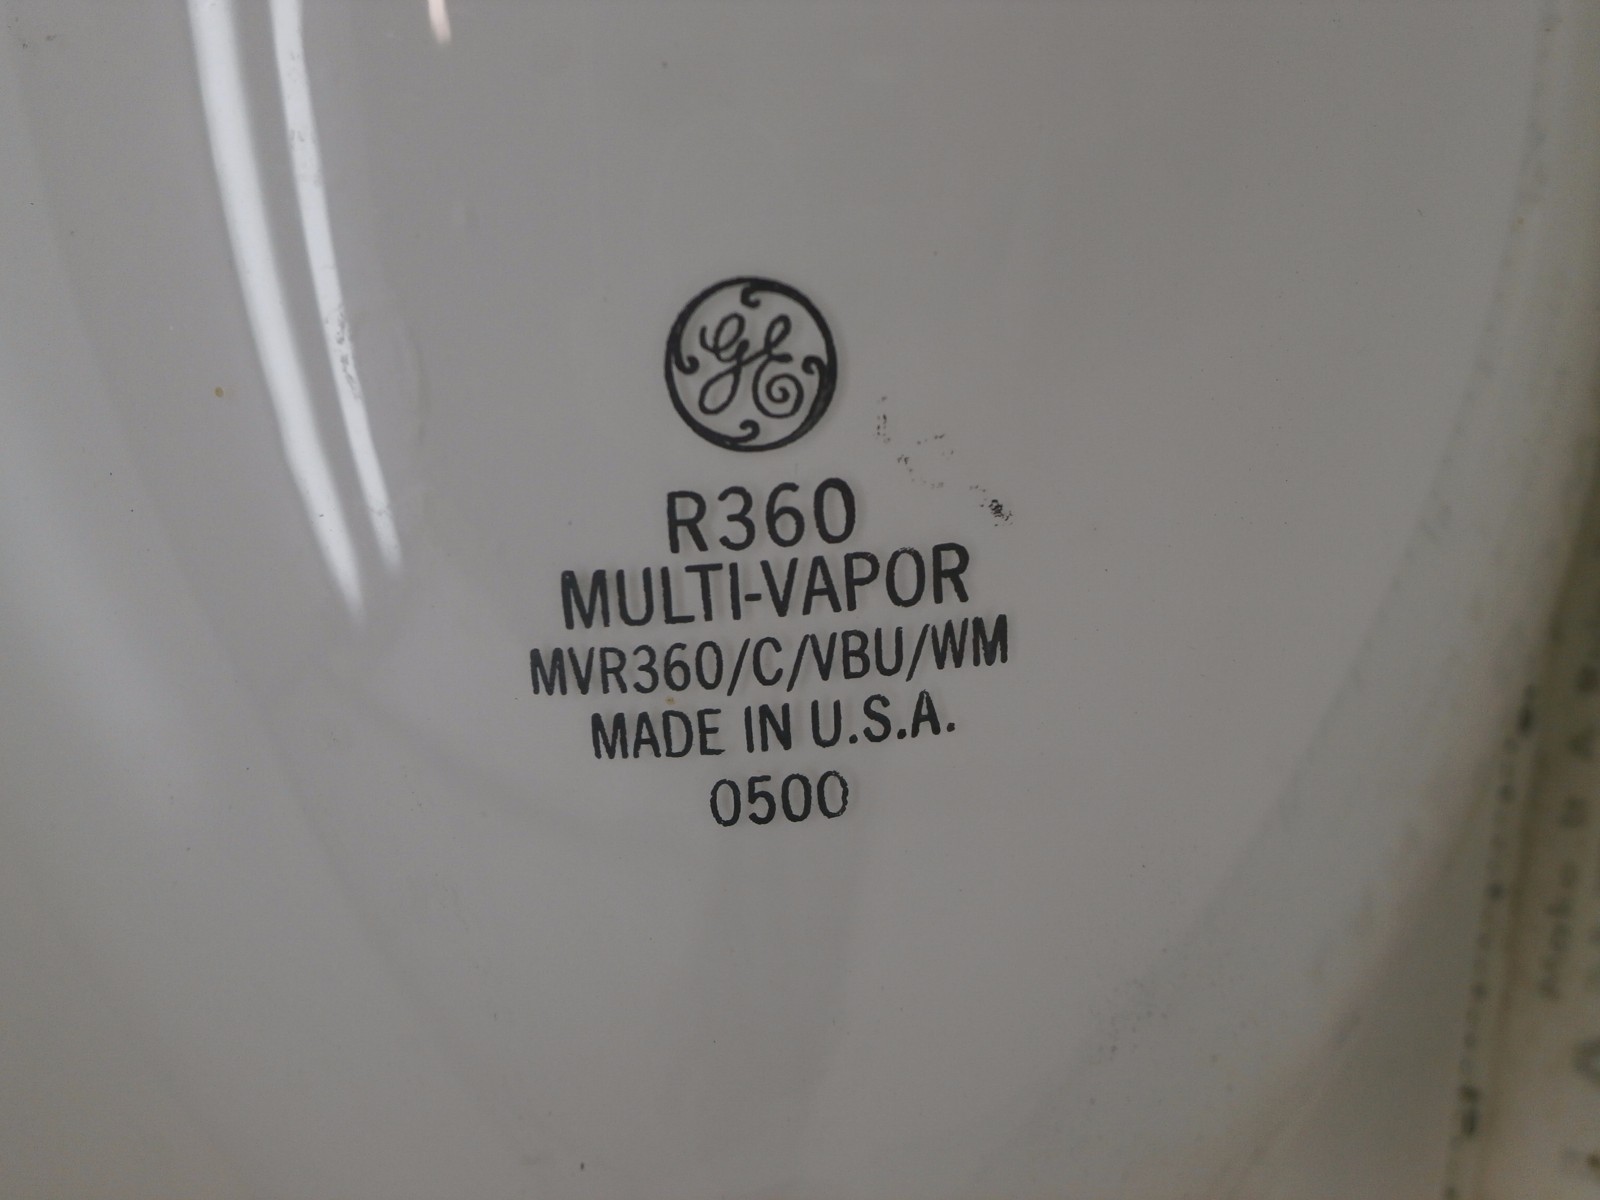 GE
R360
MULTI-VAPOR
MVR360/C/VBU/WM
MADE IN U.S.A.
0500